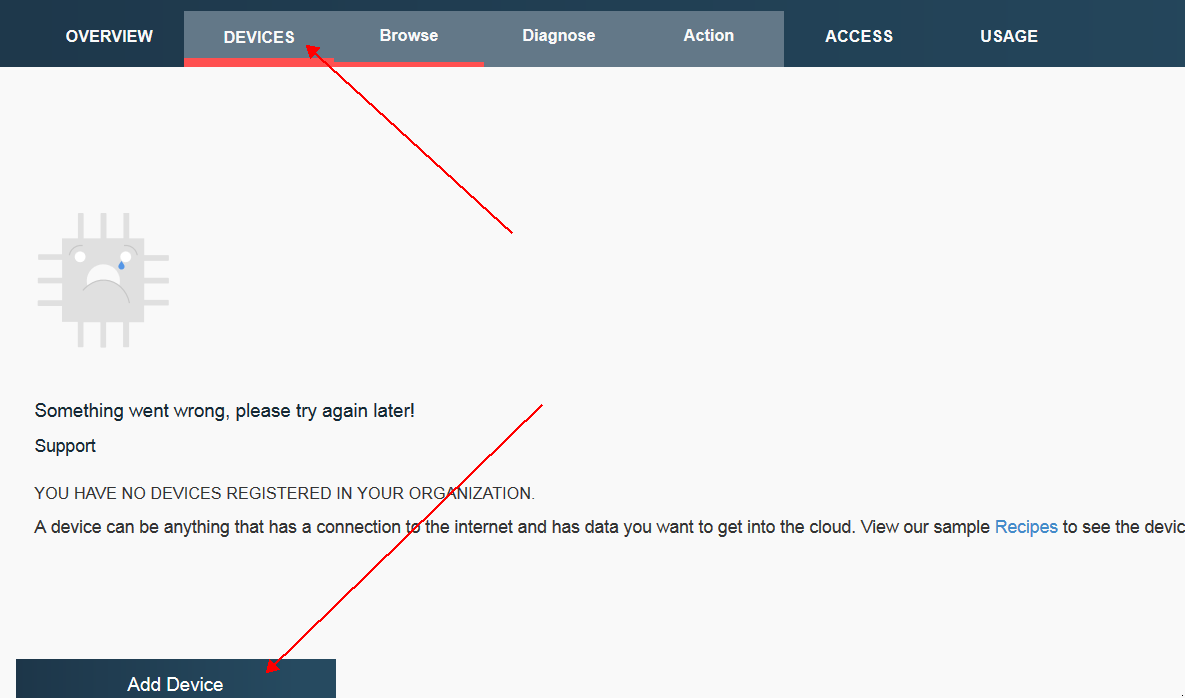 OVERVIEW DEVICES Browse Diagnose Action ACCESS USAGE
Something went wrong, please try again later!
Support
YOU HAVE NO DEVICES REGISTERED IN YOUR ORGANIZATION.
A device can be anything that has a connection to the internet and has data you want to get into the cloud. View our sample Recipes to see the devic
Add Device